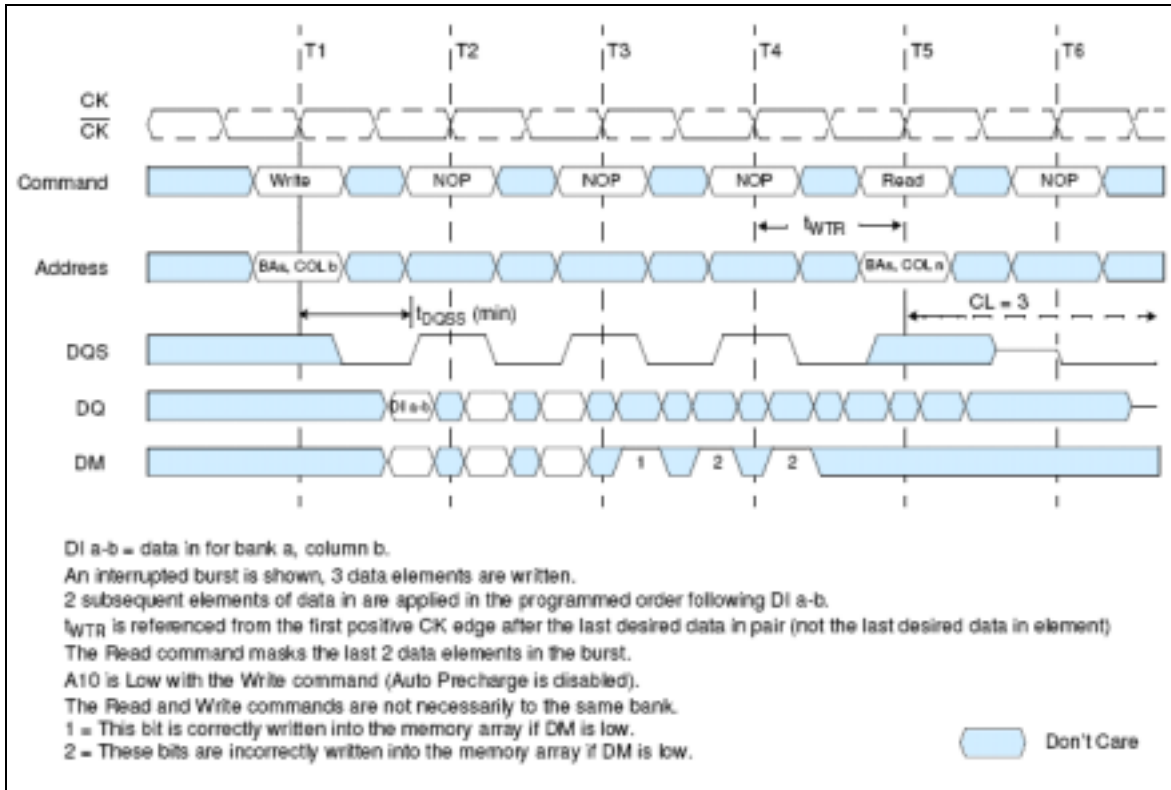 T1 T2 T3 T4 T5 T6
CK
CK
Command Write NOP NOP NOP Read NOP
tWTR
Address BAa, COL b BAa, COL n
tDQSS (min) CL = 3
DQS
DQ DI a-b
DM 1 2 2
DI a-b = data in for bank a, column b.
An interrupted burst is shown, 3 data elements are written.
2 subsequent elements of data in are applied in the programmed order following DI a-b.
tWTR is referenced from the first positive CK edge after the last desired data in pair (not the last desired data in element)
The Read command masks the last 2 data elements in the burst.
A10 is Low with the Write command (Auto Precharge is disabled).
The Read and Write commands are not necessarily to the same bank.
1 = This bit is correctly written into the memory array if DM is low.
2 = These bits are incorrectly written into the memory array if DM is low.
Don't Care